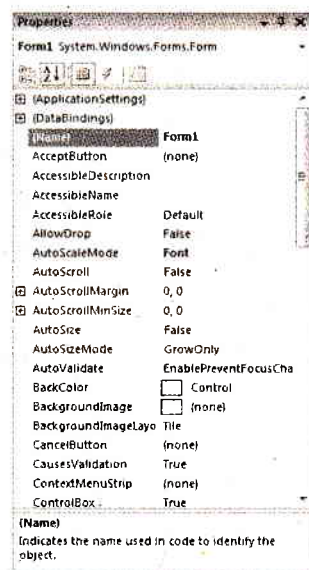 Properties
Form1 System.Windows.Forms.Form
(ApplicationSettings)
(DataBindings)
(Name) Form1
AcceptButton (none)
AccessibleDescription
AccessibleName
AccessibleRole Default
AllowDrop False
AutoScaleMode Font
AutoScroll False
AutoScrollMargin 0, 0
AutoScrollMinSize 0, 0
AutoSize False
AutoSizeMode GrowOnly
AutoValidate EnablePreventFocusCha
BackColor Control
BackgroundImage (none)
BackgroundImageLayo Tile
CancelButton (none)
CausesValidation True
ContextMenuStrip (none)
ControlBox True
(Name)
Indicates the name used in code to identify the
object.